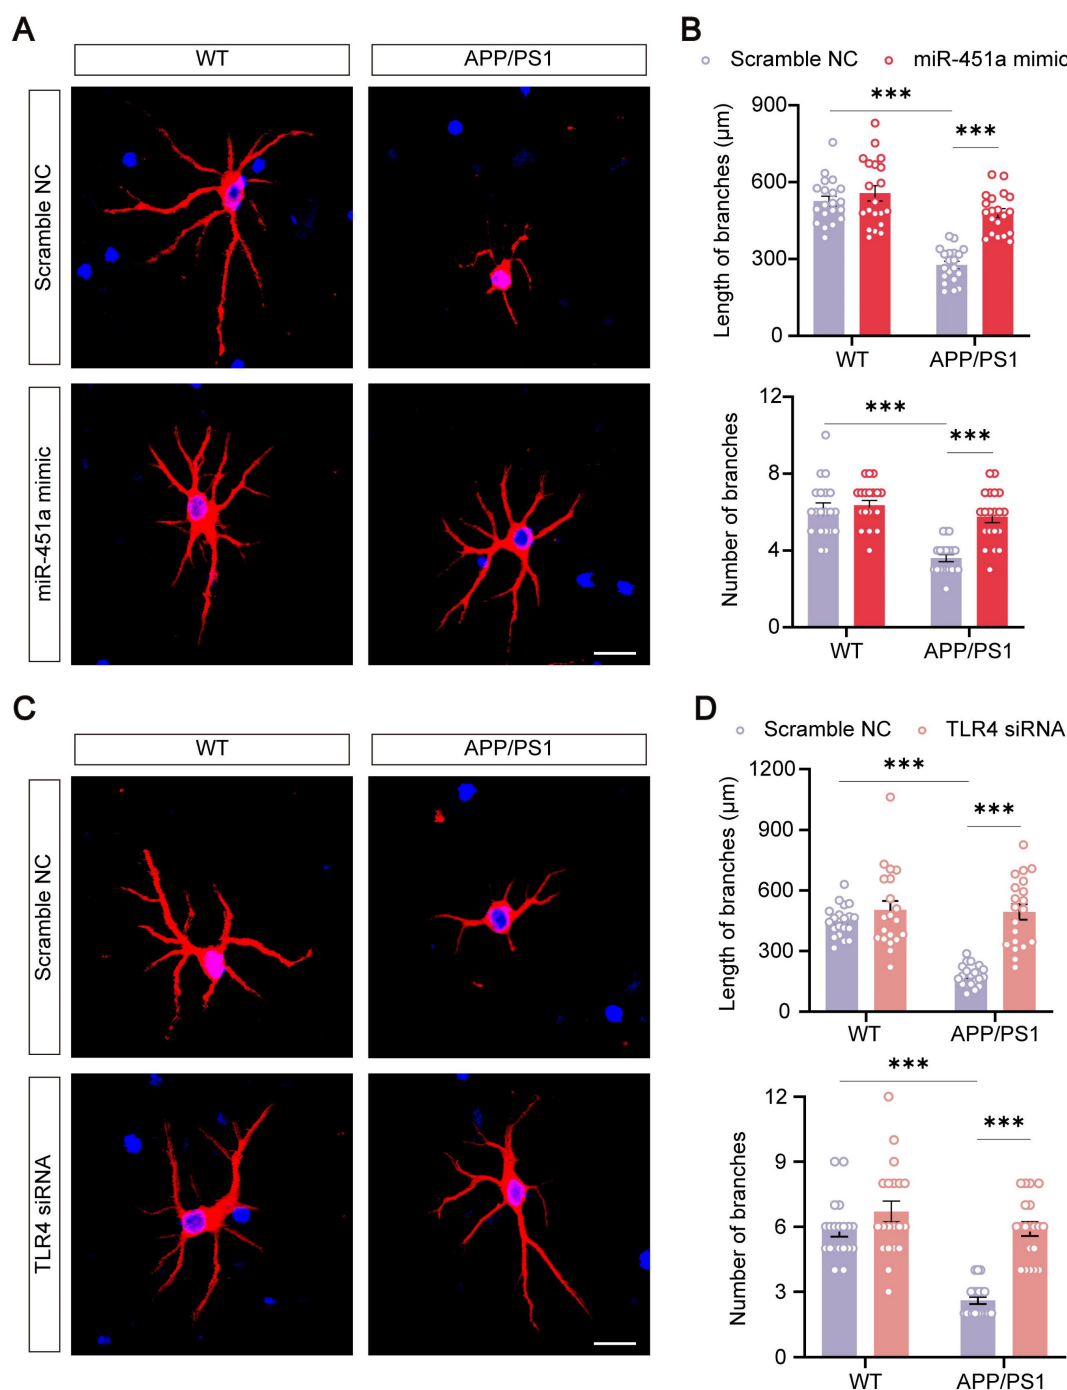 A
WT
APP/PS1
Scramble NC
miR-451a mimic
B
Scramble NC
miR-451a mimic
***
***
900
600
300
0
Length of branches (µm)
WT
APP/PS1
***
***
12
8
4
0
Number of branches
WT
APP/PS1
C
WT
APP/PS1
Scramble NC
TLR4 siRNA
D
Scramble NC
TLR4 siRNA
***
***
1200
900
600
300
0
Length of branches (µm)
WT
APP/PS1
***
***
12
9
6
3
0
Number of branches
WT
APP/PS1